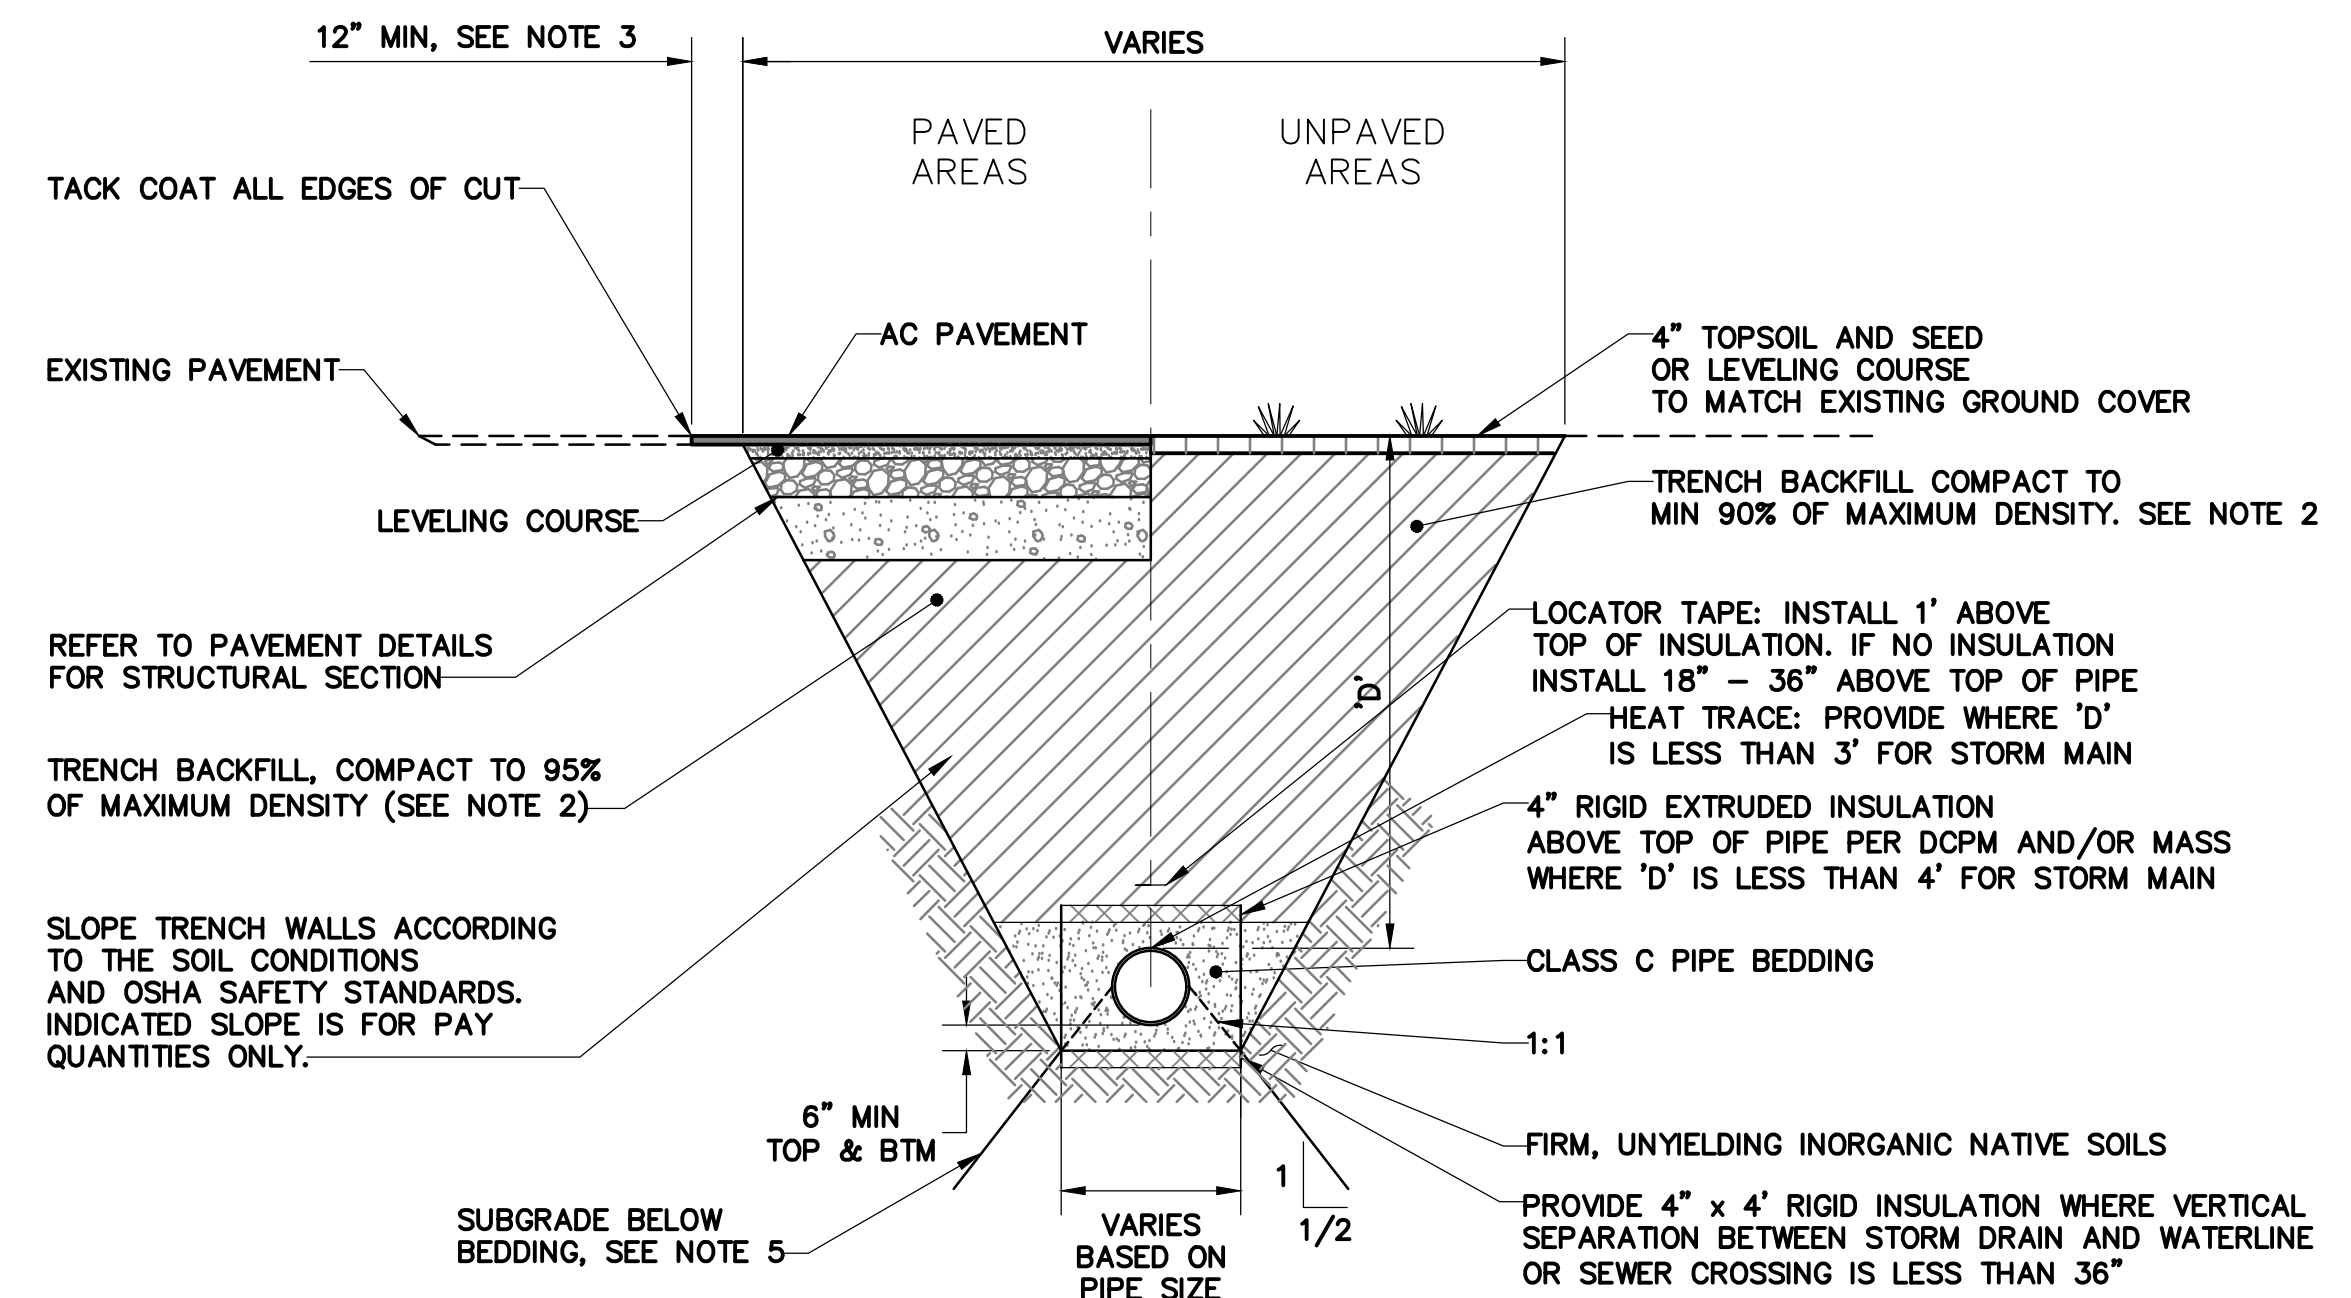 12" MIN, SEE NOTE 3
VARIES
PAVED
AREAS
UNPAVED
AREAS
TACK COAT ALL EDGES OF CUT
AC PAVEMENT
EXISTING PAVEMENT
4" TOPSOIL AND SEED
OR LEVELING COURSE
TO MATCH EXISTING GROUND COVER
LEVELING COURSE
TRENCH BACKFILL COMPACT TO
MIN 90% OF MAXIMUM DENSITY. SEE NOTE 2
REFER TO PAVEMENT DETAILS
FOR STRUCTURAL SECTION
LOCATOR TAPE: INSTALL 1' ABOVE
TOP OF INSULATION. IF NO INSULATION
INSTALL 18" – 36" ABOVE TOP OF PIPE
'D'
HEAT TRACE: PROVIDE WHERE 'D'
IS LESS THAN 3' FOR STORM MAIN
TRENCH BACKFILL, COMPACT TO 95%
OF MAXIMUM DENSITY (SEE NOTE 2)
4" RIGID EXTRUDED INSULATION
ABOVE TOP OF PIPE PER DCPM AND/OR MASS
WHERE 'D' IS LESS THAN 4' FOR STORM MAIN
SLOPE TRENCH WALLS ACCORDING
TO THE SOIL CONDITIONS
AND OSHA SAFETY STANDARDS.
INDICATED SLOPE IS FOR PAY
QUANTITIES ONLY.
CLASS C PIPE BEDDING
1:1
6" MIN
TOP & BTM
FIRM, UNYIELDING INORGANIC NATIVE SOILS
1
1/2
PROVIDE 4" x 4' RIGID INSULATION WHERE VERTICAL
SEPARATION BETWEEN STORM DRAIN AND WATERLINE
OR SEWER CROSSING IS LESS THAN 36"
SUBGRADE BELOW
BEDDING, SEE NOTE 5
VARIES
BASED ON
PIPE SIZE